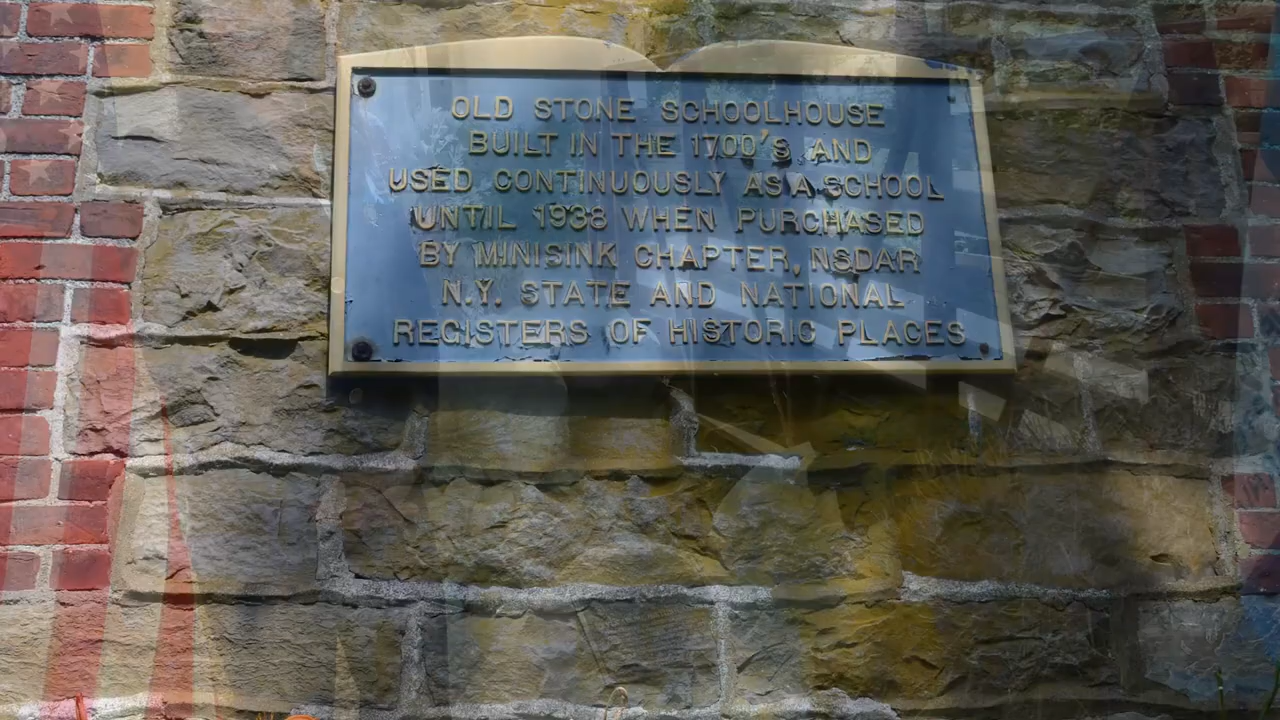 OLD STONE SCHOOLHOUSE
BUILT IN THE 1700'S AND
USED CONTINUOUSLY AS A SCHOOL
UNTIL 1938 WHEN PURCHASED
BY MINISINK CHAPTER, NSDAR
N.Y. STATE AND NATIONAL
REGISTERS OF HISTORIC PLACES